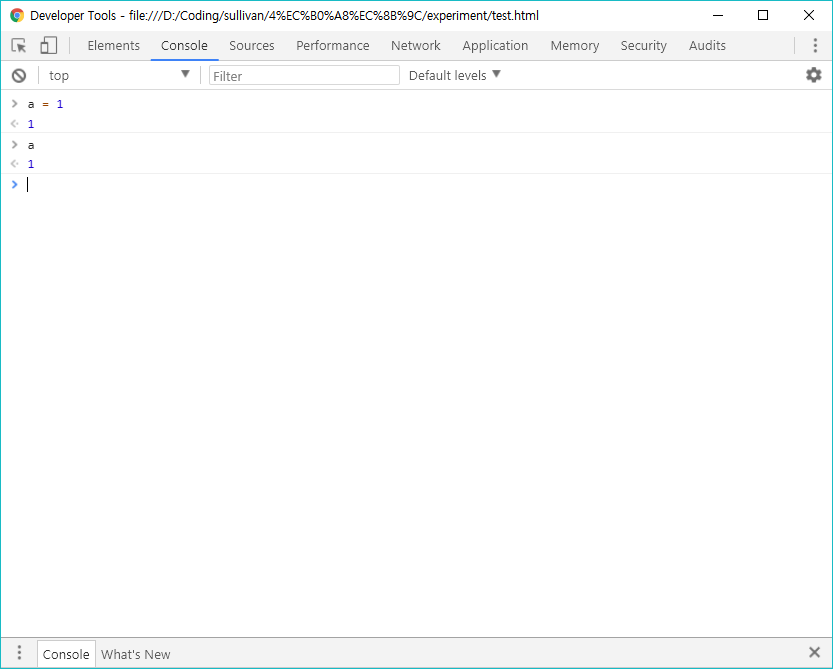 Developer Tools - file:///D:/Coding/sullivan/4%EC%B0%A8%EC%8B%9C/experiment/test.html
Elements Console Sources Performance Network Application Memory Security Audits
top Filter Default levels
> a = 1
1
> a
1
>
Console What's New